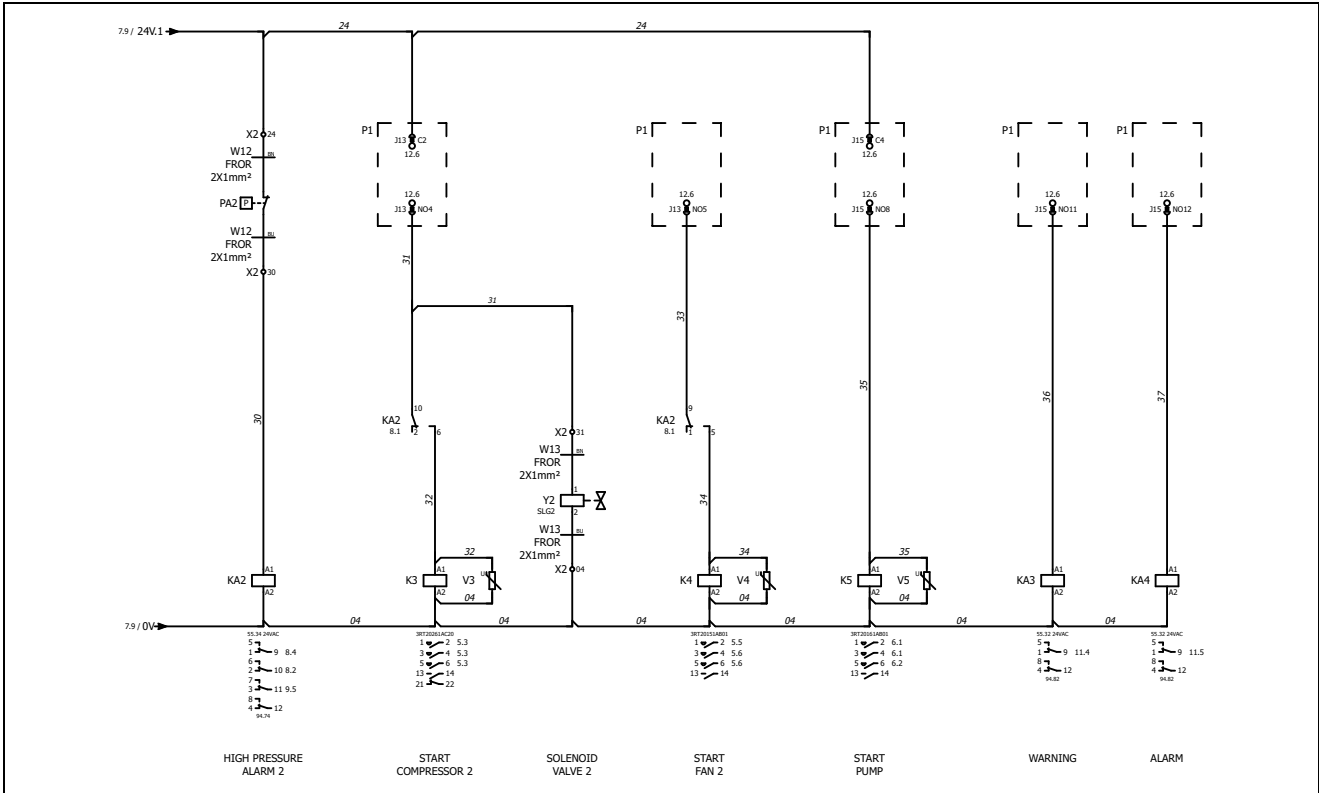 7.9 / 24V.1
24
24
X2 24
W12 BN
FROR
2X1mm²
PA2 P
W12 BU
FROR
2X1mm²
X2 30
30
KA2 A1
A2
P1
J13 C2
12.6
12.6
J13 NO4
31
31
10
KA2
8.1 2 6
32
32
K3 A1
A2
V3 U
04
X2 31
W13 BN
FROR
2X1mm²
1
Y2
SLG2 2
W13 BU
FROR
2X1mm²
X2 04
P1
12.6
J13 NO5
33
9
KA2
8.1 1 5
34
34
K4 A1
A2
V4 U
04
P1
J15 C4
12.6
12.6
J15 NO8
35
35
K5 A1
A2
V5 U
04
P1
12.6
J15 NO11
36
KA3 A1
A2
P1
12.6
J15 NO12
37
KA4 A1
A2
7.9 / 0V
04 04 04 04 04 04
55.34 24VAC
5
1 9 8.4
6
2 10 8.2
7
3 11 9.5
8
4 12
94.74
3RT20261AC20
1 2 5.3
3 4 5.3
5 6 5.3
13 14
21 22
3RT20151AB01
1 2 5.5
3 4 5.6
5 6 5.6
13 14
3RT20161AB01
1 2 6.1
3 4 6.1
5 6 6.2
13 14
55.32 24VAC
5
1 9 11.4
8
4 12
94.82
55.32 24VAC
5
1 9 11.5
8
4 12
94.82
HIGH PRESSURE
ALARM 2
START
COMPRESSOR 2
SOLENOID
VALVE 2
START
FAN 2
START
PUMP
WARNING
ALARM